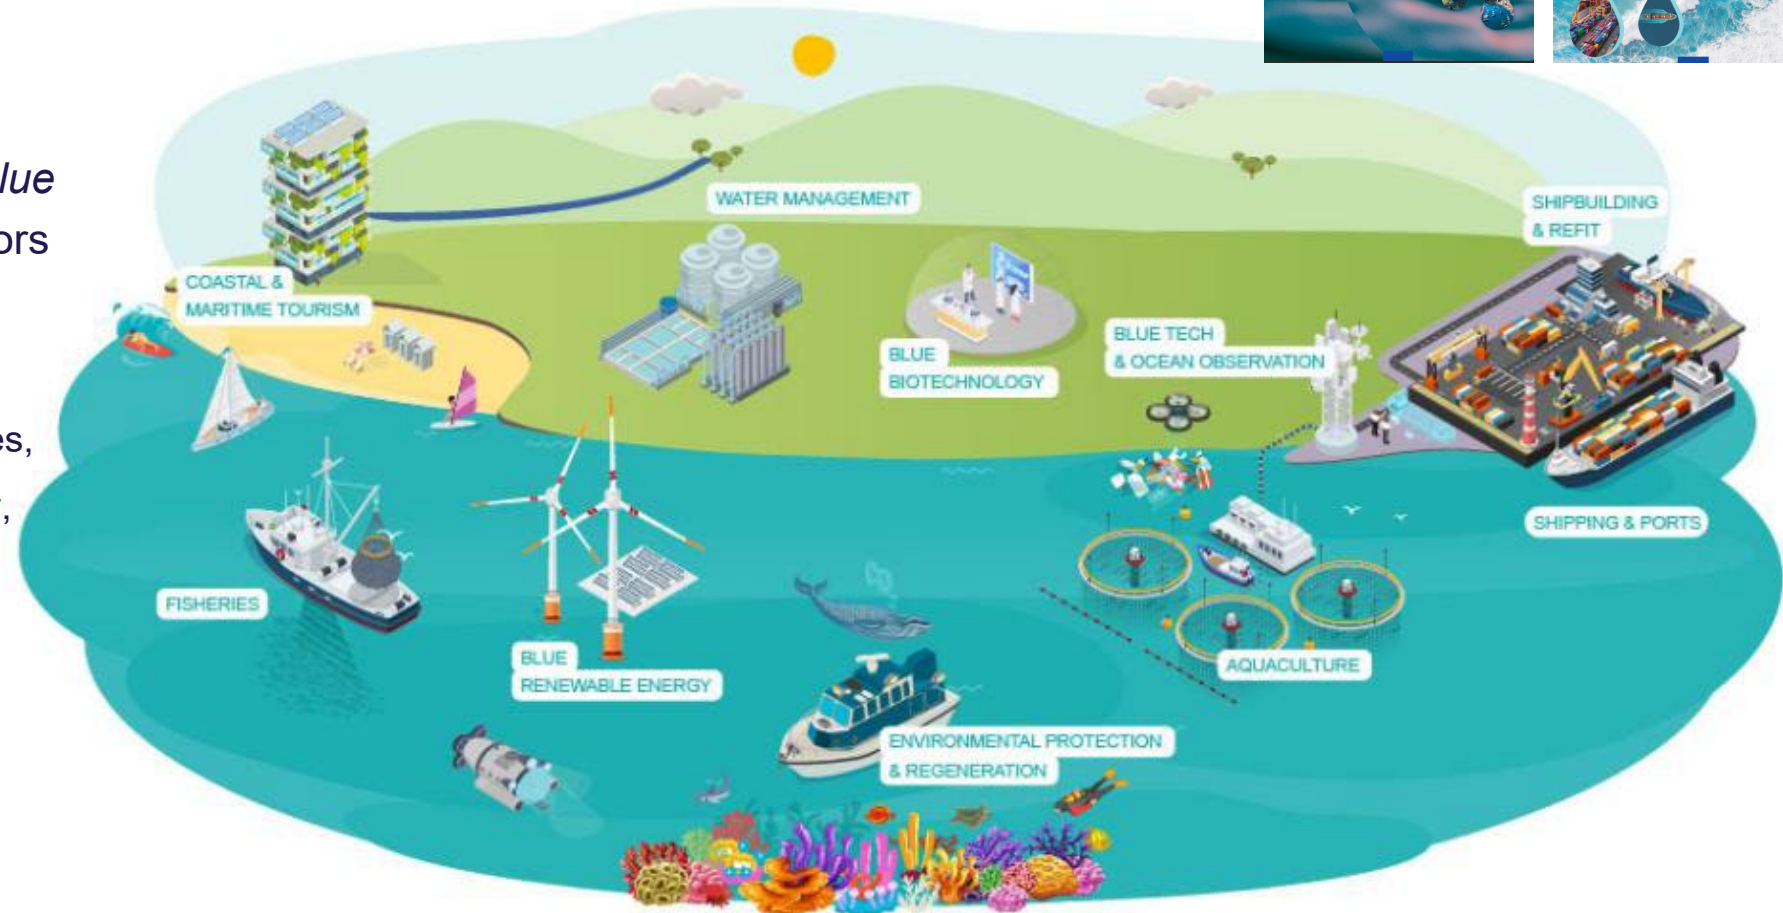 lue
ors
es,
,
WATER MANAGEMENT
SHIPBUILDING
& REFIT
COASTAL &
MARITIME TOURISM
BLUE TECH
& OCEAN OBSERVATION
BLUE
BIOTECHNOLOGY
SHIPPING & PORTS
FISHERIES
BLUE
RENEWABLE ENERGY
AQUACULTURE
ENVIRONMENTAL PROTECTION
& REGENERATION